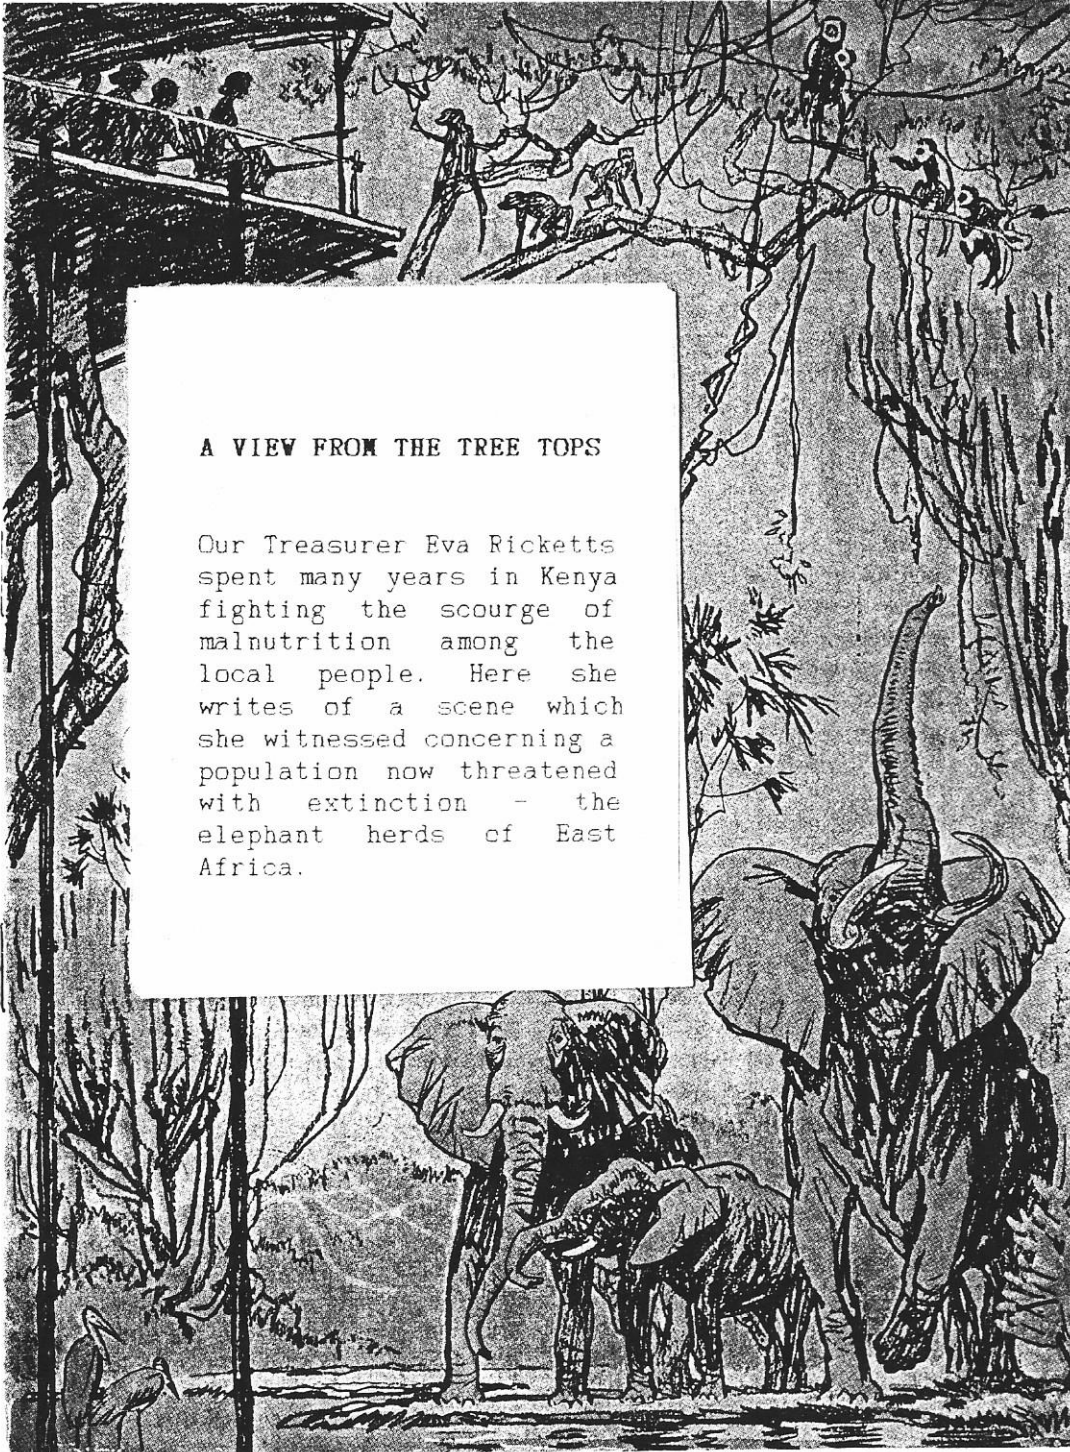 A VIEW FROM THE TREE TOPS
Our Treasurer Eva Ricketts
spent many years in Kenya
fighting the scourge of
malnutrition among the
local people. Here she
writes of a scene which
she witnessed concerning a
population now threatened
with extinction - the
elephant herds of East
Africa.